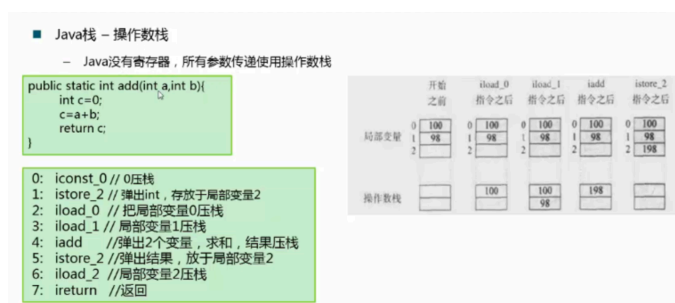 Java栈 – 操作数栈
– Java没有寄存器，所有参数传递使用操作数栈
public static int add(int a,int b){
int c=0;
c=a+b;
return c;
}
0: iconst_0 // 0压栈
1: istore_2 // 弹出int，存放于局部变量2
2: iload_0 // 把局部变量0压栈
3: iload_1 // 局部变量1压栈
4: iadd //弹出2个变量，求和，结果压栈
5: istore_2 //弹出结果，放于局部变量2
6: iload_2 //局部变量2压栈
7: ireturn //返回
开始 iload_0 iload_1 iadd istore_2
之前 指令之后 指令之后 指令之后 指令之后
0 100 0 100 0 100 0 100 0 100
局部变量 1 98 1 98 1 98 1 98 1 98
2 2 2 2 2 198
操作数栈 100 100 198
98